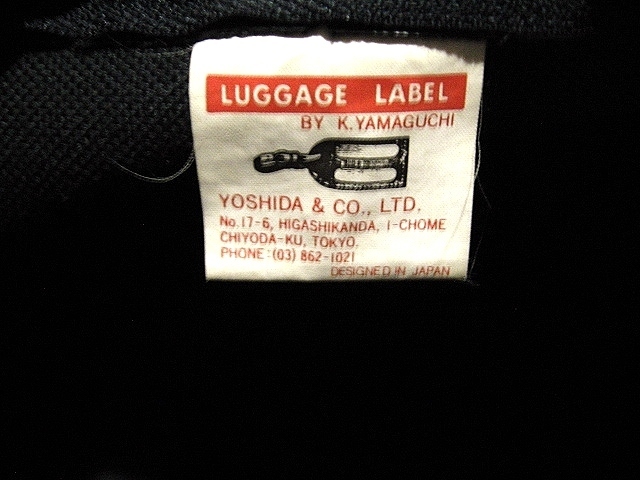 LUGGAGE LABEL
BY K.YAMAGUCHI
YOSHIDA & CO., LTD.
No.17-6, HIGASHIKANDA, 1-CHOME
CHIYODA-KU, TOKYO.
PHONE:(03) 862-1021
DESIGNED IN JAPAN